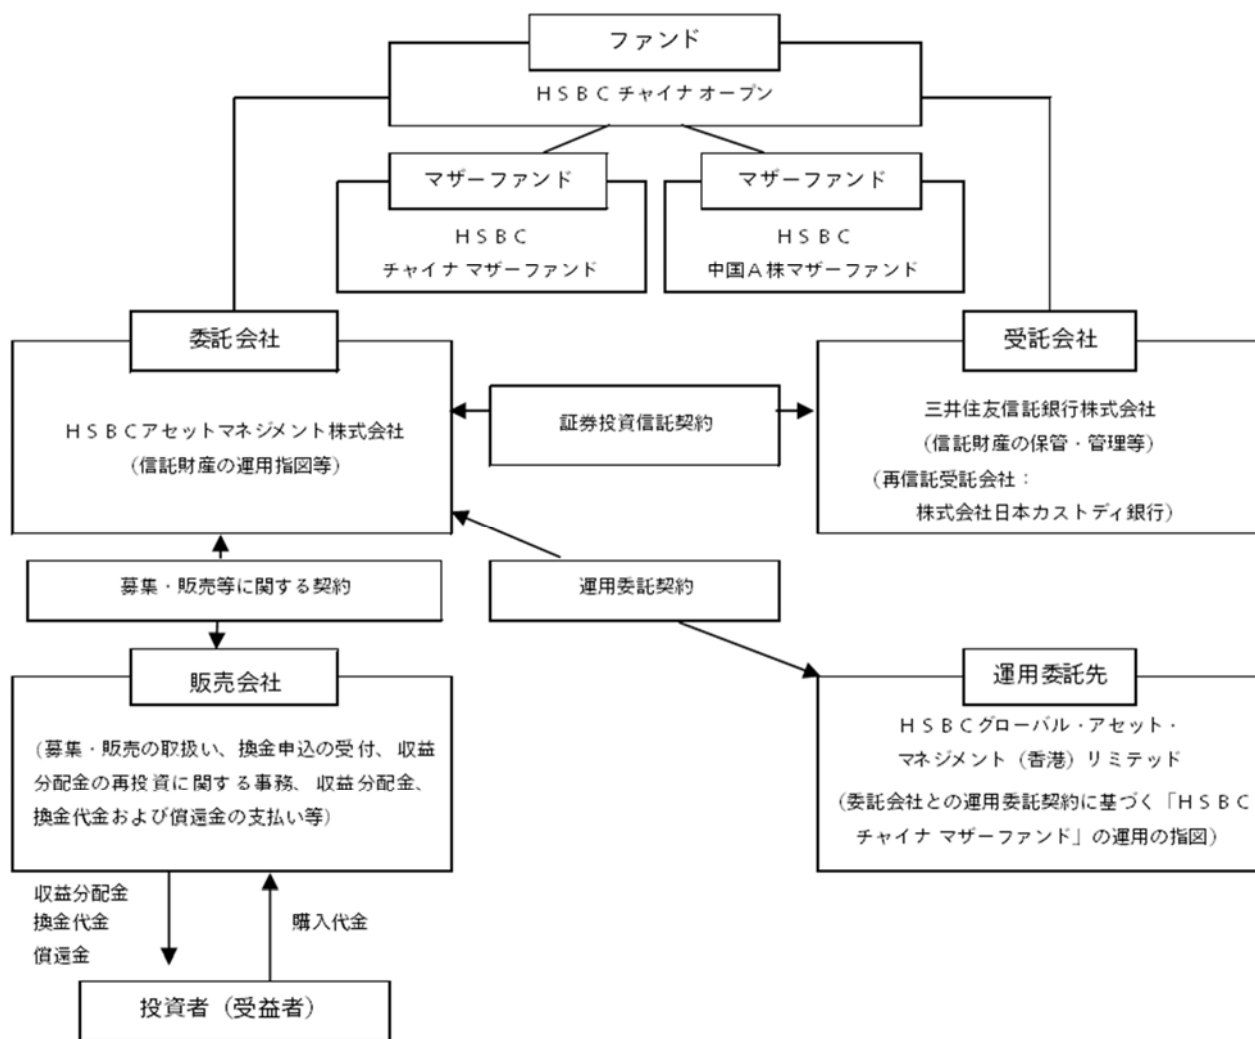 ファンド
ＨＳＢＣ チャイナ オープン
マザーファンド
ＨＳＢＣ
チャイナ マザーファンド
マザーファンド
ＨＳＢＣ
中国Ａ株マザーファンド
委託会社
ＨＳＢＣアセットマネジメント株式会社
（信託財産の運用指図等）
証券投資信託契約
受託会社
三井住友信託銀行株式会社
（信託財産の保管・管理等）
（再信託受託会社：
株式会社日本カストディ銀行）
募集・販売等に関する契約
運用委託契約
販売会社
（募集・販売の取扱い、換金申込の受付、収益
分配金の再投資に関する事務、収益分配金、
換金代金および償還金の支払い等）
運用委託先
ＨＳＢＣグローバル・アセット・
マネジメント（香港）リミテッド
（委託会社との運用委託契約に基づく「ＨＳＢＣ
チャイナ マザーファンド」の運用の指図）
収益分配金
換金代金
償還金
購入代金
投資者（受益者）